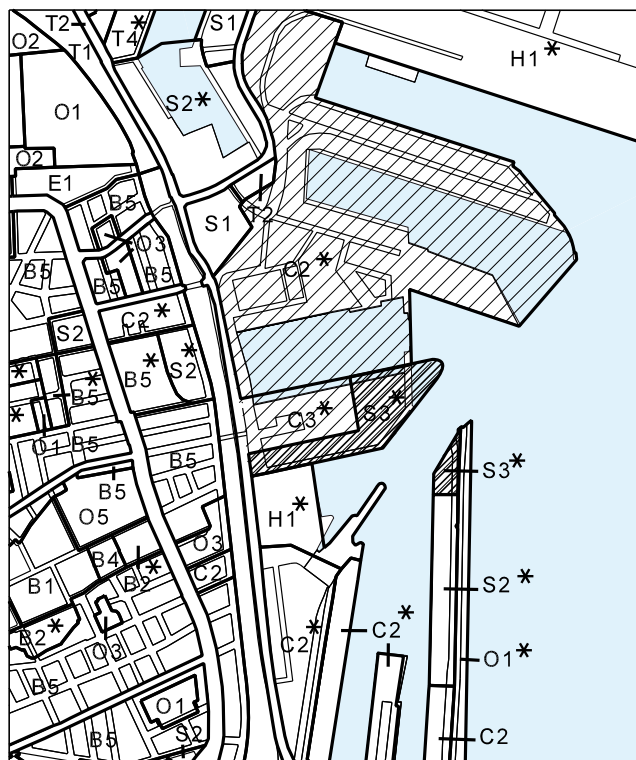 T2 T4* S1
O2 T1 H1*
S2*
O1
O2
E1 B5 T2
S1
O3
B5 B5 C2*
B5
C2*
S2 *
B5 S2
* * B5
* C3* S3*
O1 B5
B5 S3*
B5
O5 H1*
O3
B4 B2* C2
B1 S2*
B2* C2* C2*
O3 O1*
B5
O1
S2 C2
B5